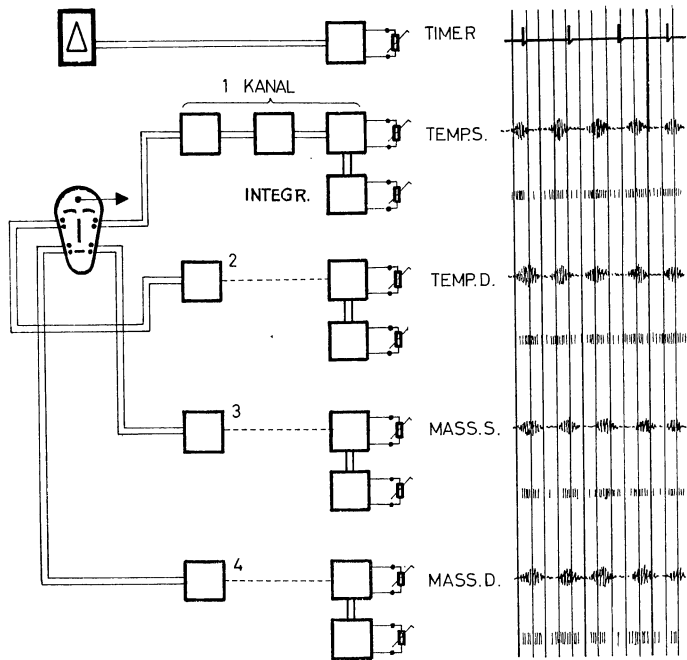 TIMER
1 KANAL
TEMP.S.
INTEGR.
2
TEMP.D.
3
MASS.S.
4
MASS.D.